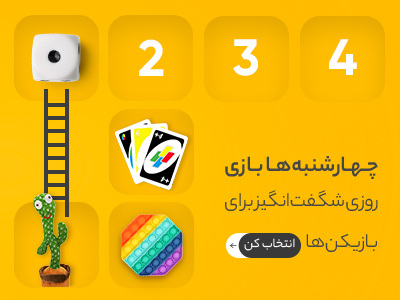 2 3 4
چهارشنبه‌ها بازی
روزی شگفت‌انگیز برای
بازیکن‌ها انتخاب کن